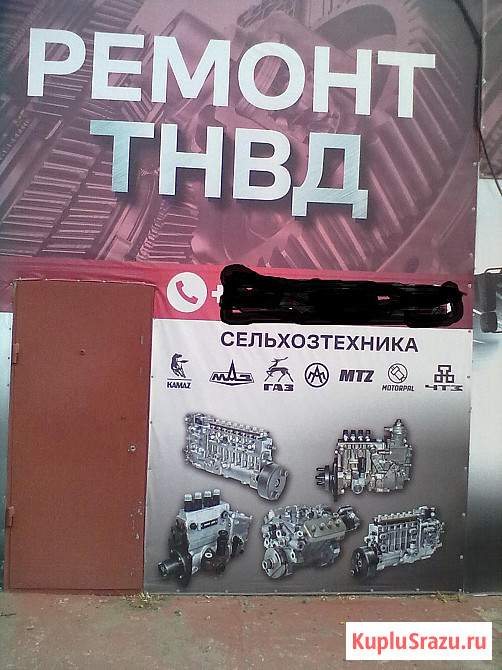 РЕМОНТ
ТНВД
+
СЕЛЬХОЗТЕХНИКА
KAMAZ МАЗ ГАЗ MTZ MOTORPAL ЧТЗ
KupluSrazu.ru